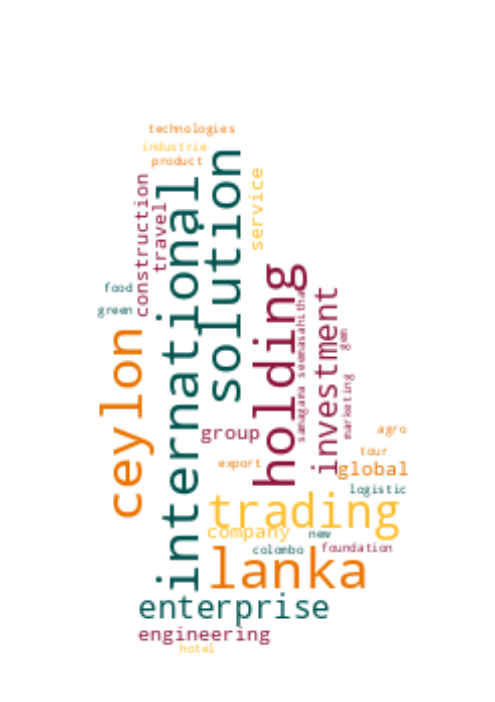 technologies
industrie
product
construction
travel
international
solution
service
food
green
ceylon
holding
samagama seemasahitha
investment
gem
marketing
group
agro
tour
export
global
logistic
trading
company
new
colombo
foundation
lanka
enterprise
engineering
hotel